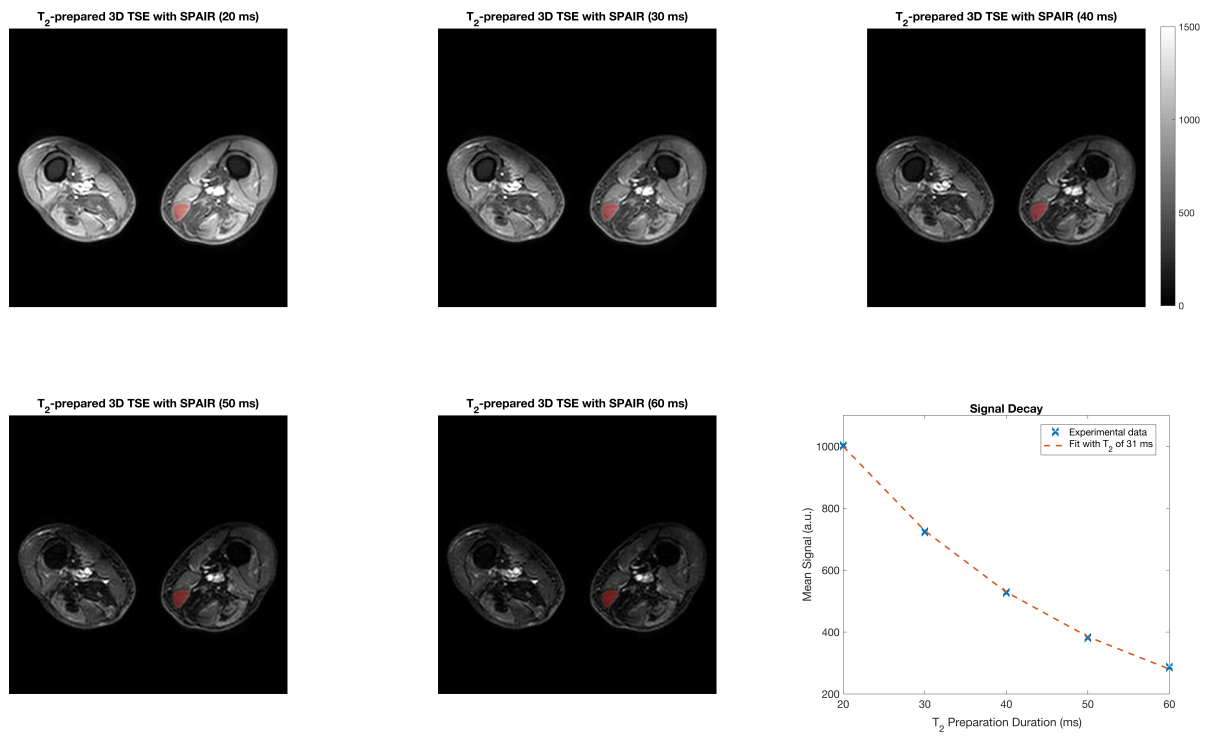 T2-prepared 3D TSE with SPAIR (20 ms)
T2-prepared 3D TSE with SPAIR (30 ms)
T2-prepared 3D TSE with SPAIR (40 ms)
1500
1000
500
0
T2-prepared 3D TSE with SPAIR (50 ms)
T2-prepared 3D TSE with SPAIR (60 ms)
Signal Decay
Experimental data
Fit with T2 of 31 ms
1000
800
600
400
200
Mean Signal (a.u.)
20 30 40 50 60
T2 Preparation Duration (ms)